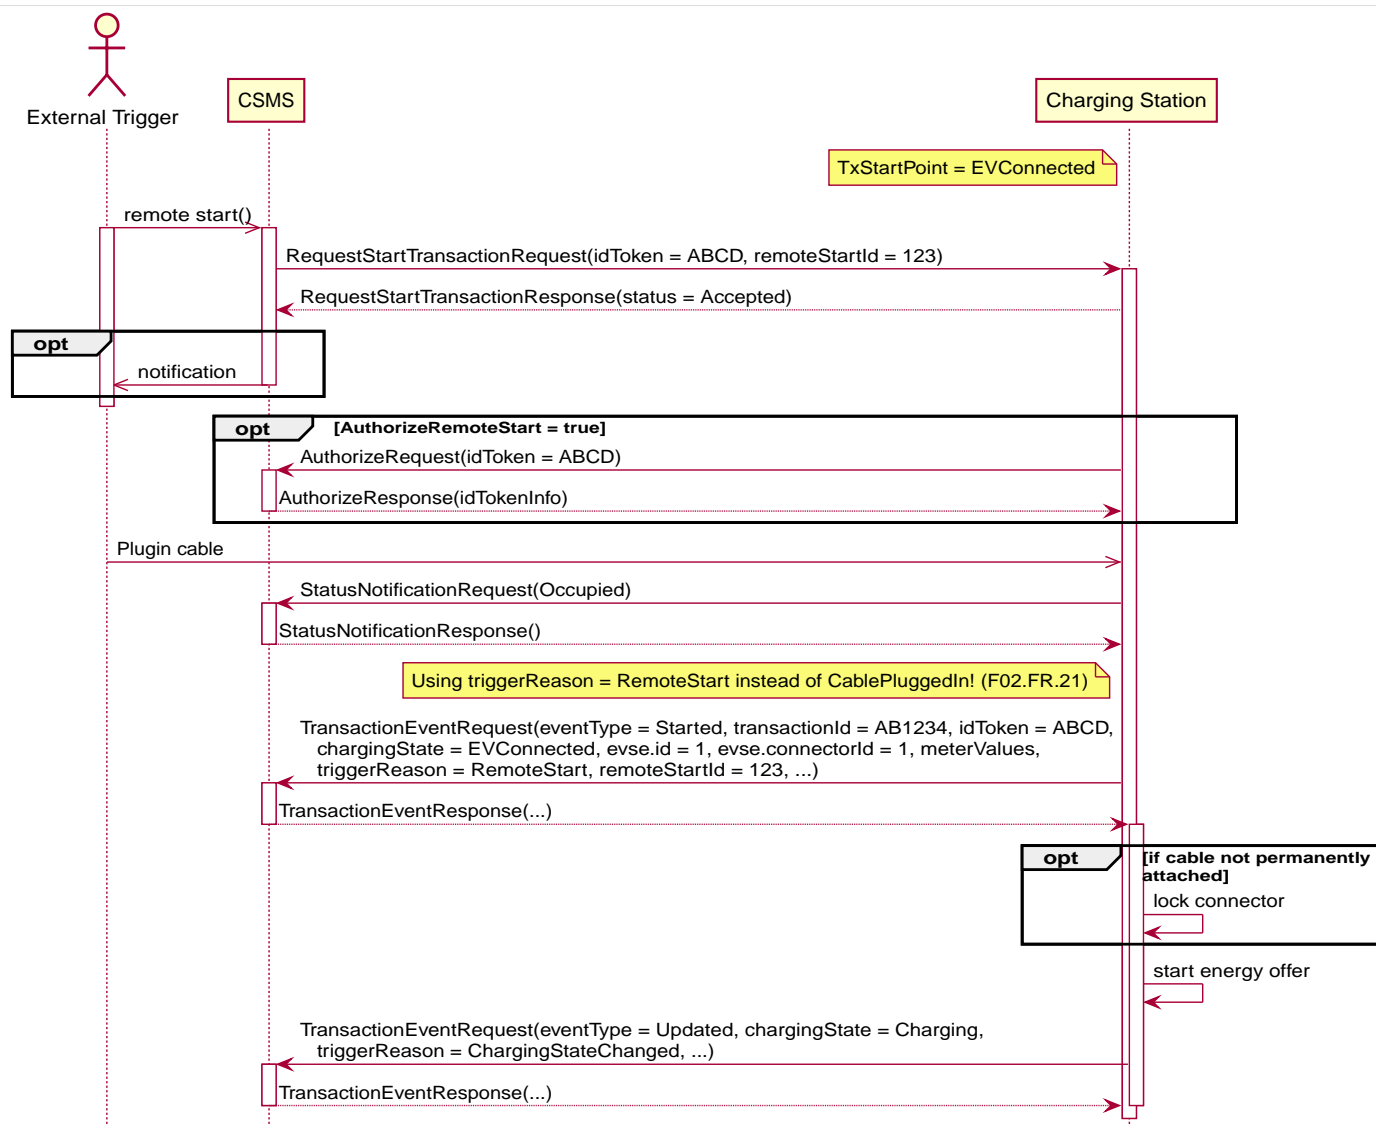 External Trigger
CSMS
Charging Station
TxStartPoint = EVConnected
remote start()
RequestStartTransactionRequest(idToken = ABCD, remoteStartId = 123)
RequestStartTransactionResponse(status = Accepted)
opt
notification
opt [AuthorizeRemoteStart = true]
AuthorizeRequest(idToken = ABCD)
AuthorizeResponse(idTokenInfo)
Plugin cable
StatusNotificationRequest(Occupied)
StatusNotificationResponse()
Using triggerReason = RemoteStart instead of CablePluggedIn! (F02.FR.21)
TransactionEventRequest(eventType = Started, transactionId = AB1234, idToken = ABCD,
chargingState = EVConnected, evse.id = 1, evse.connectorId = 1, meterValues,
triggerReason = RemoteStart, remoteStartId = 123, ...)
TransactionEventResponse(...)
opt [if cable not permanently
attached]
lock connector
start energy offer
TransactionEventRequest(eventType = Updated, chargingState = Charging,
triggerReason = ChargingStateChanged, ...)
TransactionEventResponse(...)